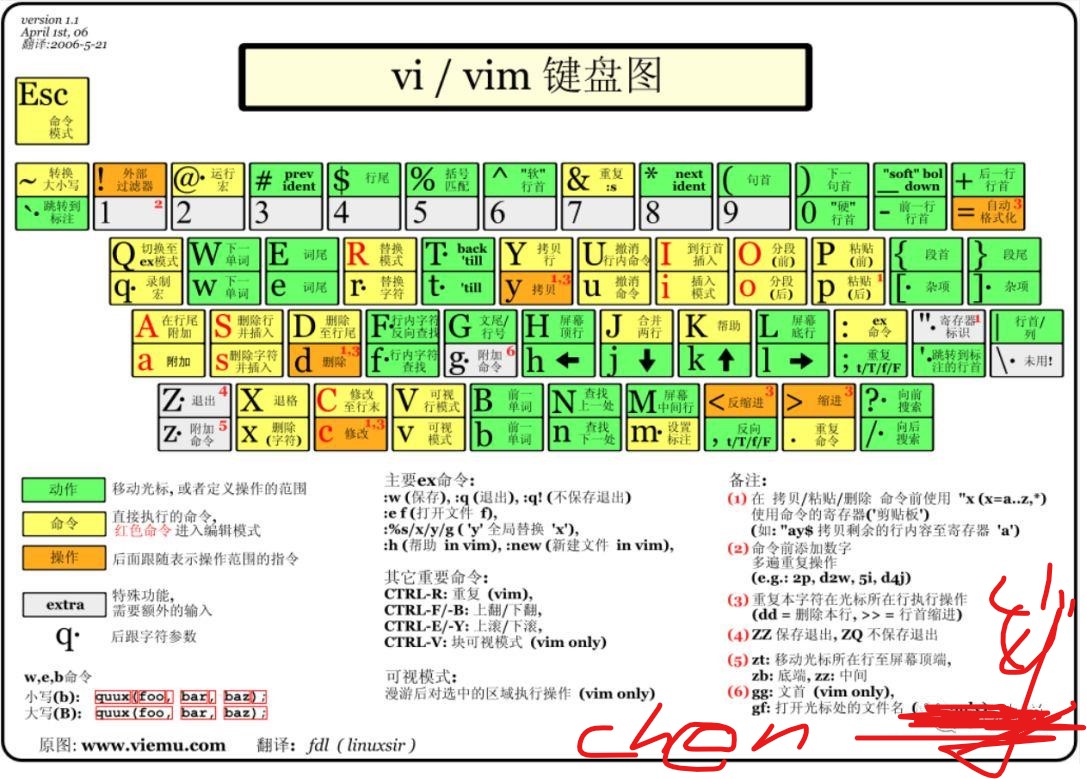 version 1.1
April 1st, 06
翻译:2006-5-21
vi / vim 键盘图
Esc 命令模式
~ 转换大小写
! 外部过滤器
@· 运行宏
# prev ident
$ 行尾
% 括号匹配
^ "软"行首
& 重复 :s
* next ident
( 句首
) 下一句首
_ "soft" bol down
+ 后一行行首
`· 跳转到标注
1 2
2
3
4
5
6
7
8
9
0 "硬"行首
- 前一行行首
= 自动格式化 3
Q 切换至ex模式
W 下一单词
E 词尾
R 替换模式
T· back 'till
Y 拷贝行
U 撤消行内命令
I 到行首插入
O 分段(前)
P 粘贴(前)
{ 段首
} 段尾
q· 录制宏
w 下一单词
e 词尾
r· 替换字符
t· 'till
y 拷贝 1,3
u 撤消命令
i 插入模式
o 分段(后)
p 粘贴(后) 1
[· 杂项
]· 杂项
A 在行尾附加
S 删除行并插入
D 删除至行尾
F· 行内字符反向查找
G 文尾/行号
H 屏幕顶行
J 合并两行
K 帮助
L 屏幕底行
: ex 命令
"· 寄存器标识 1
| 行首/列
a 附加
s 删除字符并插入
d 删除 1,3
f· 行内字符查找
g· 附加命令 6
h ←
j ↓
k ↑
l →
; 重复 t/T/f/F
'· 跳转到标注的行首
\· 未用!
Z· 退出 4
X 退格
C 修改至行末
V 可视行模式
B 前一单词
N 查找上一处
M 屏幕中间行
< 反缩进 3
> 缩进 3
?· 向前搜索
z· 附加命令 5
x 删除(字符)
c 修改 1,3
v 可视模式
b 前一单词
n 查找下一处
m· 设置标注
, 反向 t/T/f/F
. 重复命令
/· 向后搜索
动作 移动光标, 或者定义操作的范围
命令 直接执行的命令,
红色命令 进入编辑模式
操作 后面跟随表示操作范围的指令
extra 特殊功能,
需要额外的输入
q· 后跟字符参数
w,e,b命令
小写(b): quux(foo, bar, baz);
大写(B): quux(foo, bar, baz);
原图: www.viemu.com 翻译: fdl ( linuxsir )
主要ex命令:
:w (保存), :q (退出), :q! (不保存退出)
:e f (打开文件 f),
:%s/x/y/g ( 'y' 全局替换 'x'),
:h (帮助 in vim), :new (新建文件 in vim),
其它重要命令:
CTRL-R: 重复 (vim),
CTRL-F/-B: 上翻/下翻,
CTRL-E/-Y: 上滚/下滚,
CTRL-V: 块可视模式 (vim only)
可视模式:
漫游后对选中的区域执行操作 (vim only)
备注:
(1) 在 拷贝/粘贴/删除 命令前使用 "x (x=a..z,*)
使用命令的寄存器('剪贴板')
(如: "ay$ 拷贝剩余的行内容至寄存器 'a')
(2) 命令前添加数字
多遍重复操作
(e.g.: 2p, d2w, 5i, d4j)
(3) 重复本字符在光标所在行执行操作
(dd = 删除本行, >> = 行首缩进)
(4) ZZ 保存退出, ZQ 不保存退出
(5) zt: 移动光标所在行至屏幕顶端,
zb: 底端, zz: 中间
(6) gg: 文首 (vim only),
gf: 打开光标处的文件名 (
chen